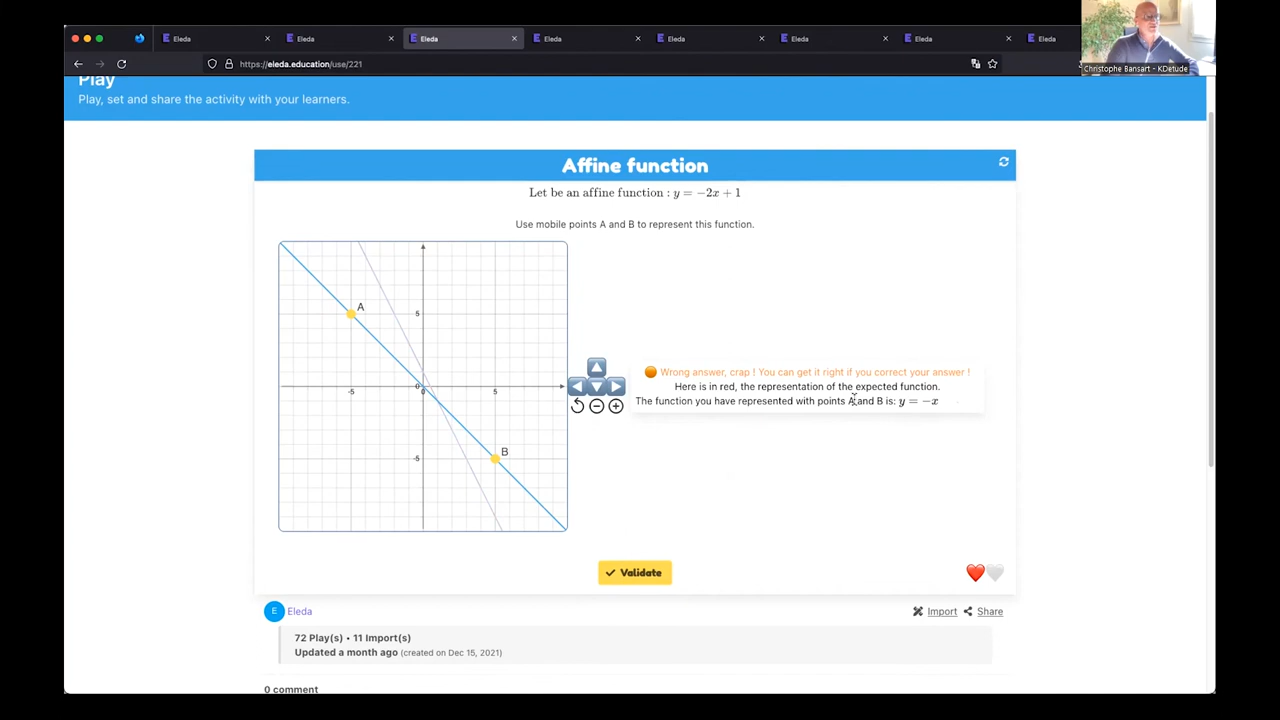 Eleda
Eleda
Eleda
Eleda
Eleda
Eleda
Eleda
Eleda
https://eleda.education/use/221
Christophe Bansart - KDetude
Play
Play, set and share the activity with your learners.
Affine function
Let be an affine function : y = −2x + 1
Use mobile points A and B to represent this function.
A
5
-5
0
0
5
-5
B
Wrong answer, crap ! You can get it right if you correct your answer !
Here is in red, the representation of the expected function.
The function you have represented with points A and B is: y = −x
Validate
E
Eleda
Import
Share
72 Play(s) • 11 Import(s)
Updated a month ago (created on Dec 15, 2021)
0 comment